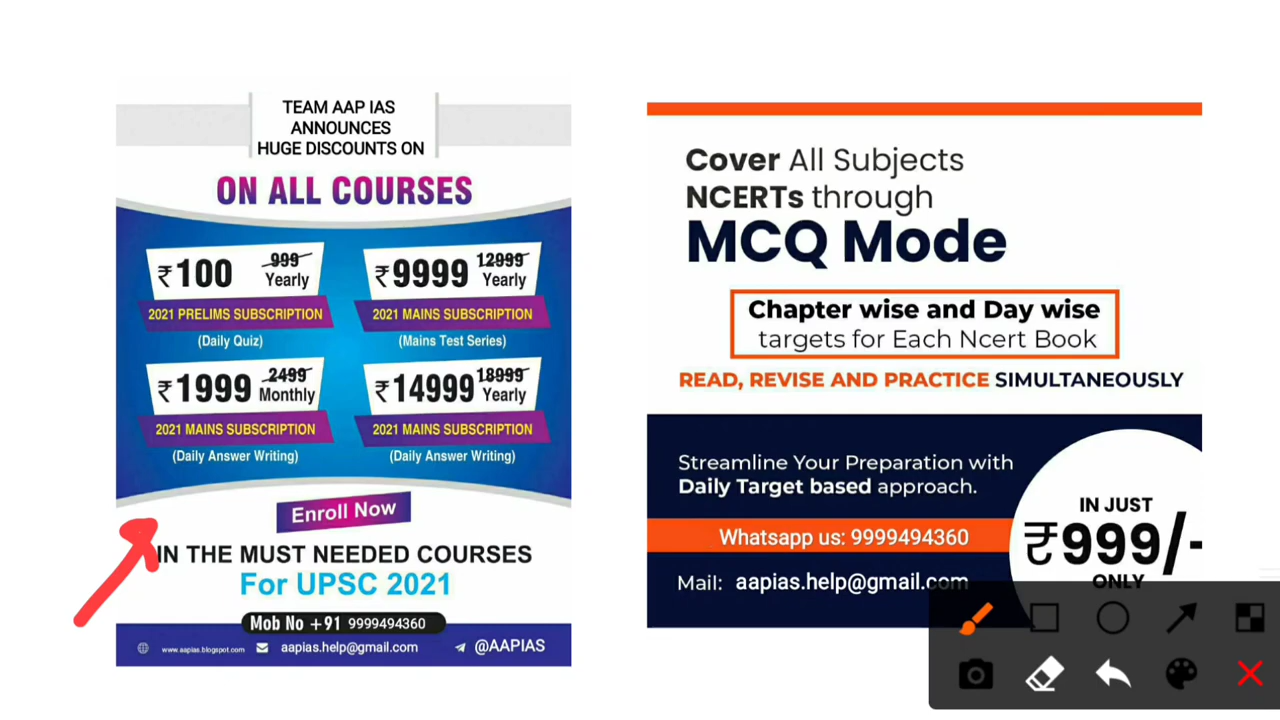 TEAM AAP IAS
ANNOUNCES
HUGE DISCOUNTS ON
ON ALL COURSES
₹100 999 Yearly
2021 PRELIMS SUBSCRIPTION
(Daily Quiz)
₹9999 12999 Yearly
2021 MAINS SUBSCRIPTION
(Mains Test Series)
₹1999 2499 Monthly
2021 MAINS SUBSCRIPTION
(Daily Answer Writing)
₹14999 18999 Yearly
2021 MAINS SUBSCRIPTION
(Daily Answer Writing)
Enroll Now
IN THE MUST NEEDED COURSES
For UPSC 2021
Mob No +91 9999494360
www.aapias.blogspot.com aapias.help@gmail.com @AAPIAS
Cover All Subjects
NCERTs through
MCQ Mode
Chapter wise and Day wise
targets for Each Ncert Book
READ, REVISE AND PRACTICE SIMULTANEOUSLY
Streamline Your Preparation with
Daily Target based approach.
Whatsapp us: 9999494360
Mail: aapias.help@gmail.com
IN JUST
₹999/-
ONLY